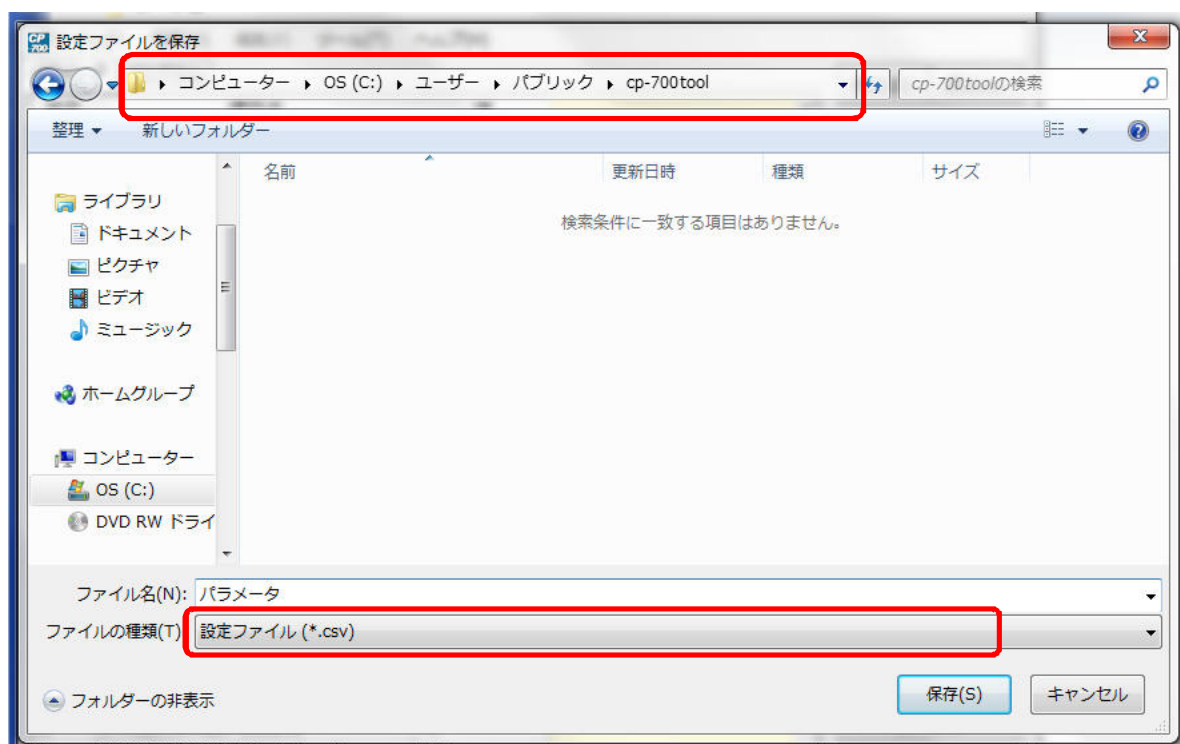 CP 700 設定ファイルを保存
コンピューター ▸ OS (C:) ▸ ユーザー ▸ パブリック ▸ cp-700tool
cp-700toolの検索
整理 新しいフォルダー
名前 更新日時 種類 サイズ
検索条件に一致する項目はありません。
ライブラリ
ドキュメント
ピクチャ
ビデオ
ミュージック
ホームグループ
コンピューター
OS (C:)
DVD RW ドライ
ファイル名(N): パラメータ
ファイルの種類(T) 設定ファイル (*.csv)
フォルダーの非表示
保存(S) キャンセル